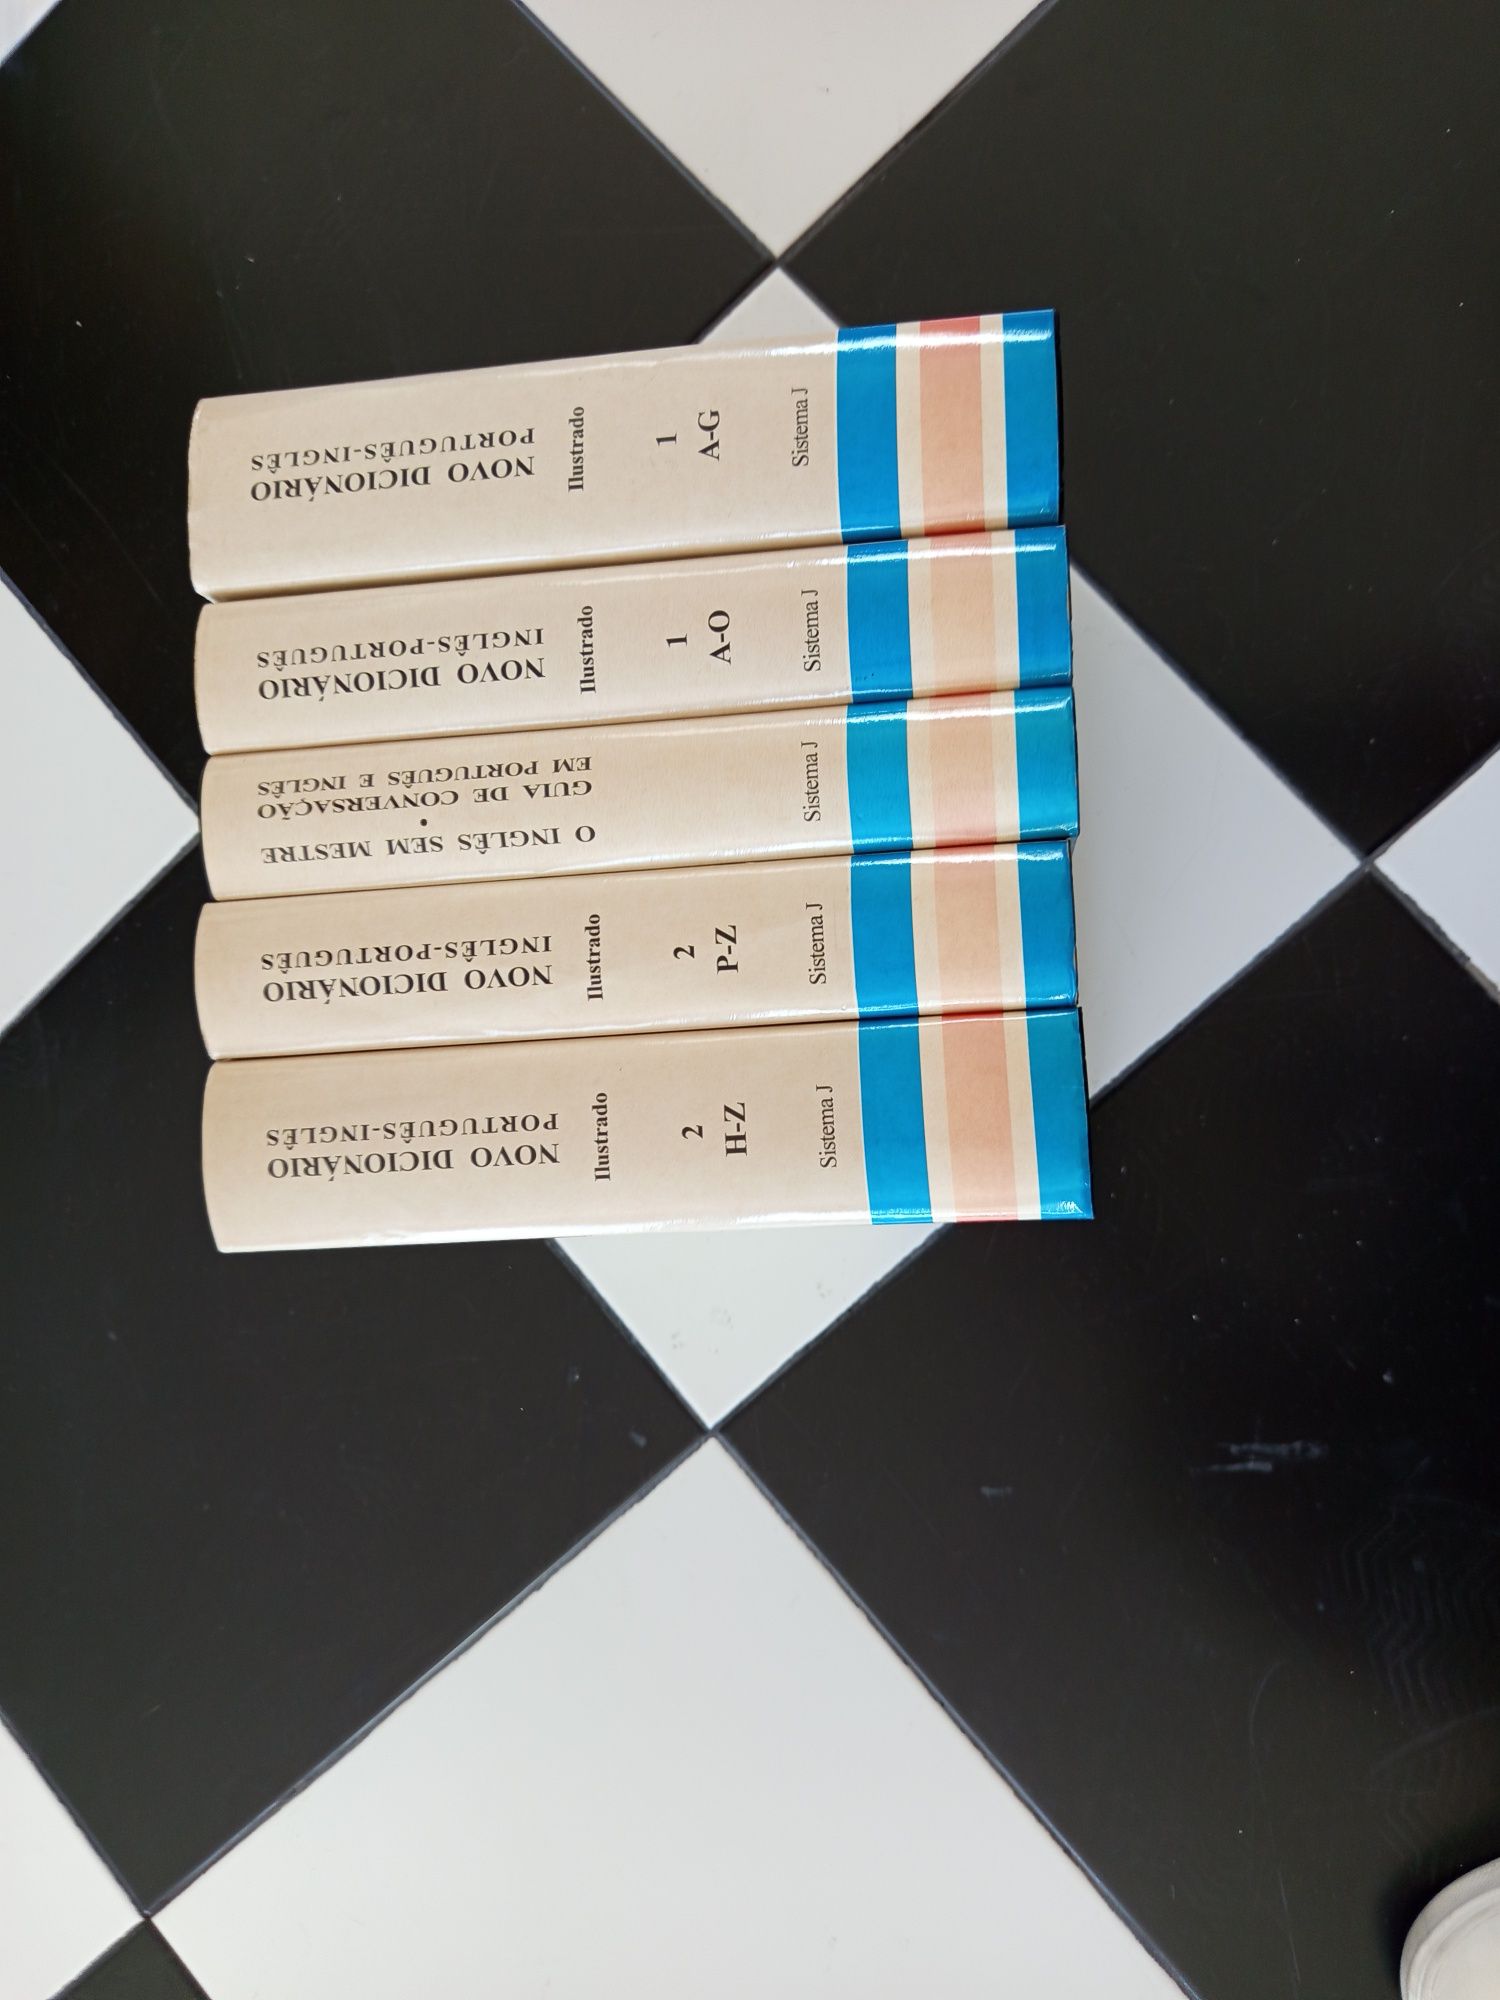 NOVO DICIONÁRIO
PORTUGUÊS-INGLÊS
Ilustrado
1
A-G
Sistema J
NOVO DICIONÁRIO
INGLÊS-PORTUGUÊS
Ilustrado
1
A-O
Sistema J
O INGLÊS SEM MESTRE
•
GUIA DE CONVERSAÇÃO
EM PORTUGUÊS E INGLÊS
Sistema J
NOVO DICIONÁRIO
INGLÊS-PORTUGUÊS
Ilustrado
2
P-Z
Sistema J
NOVO DICIONÁRIO
PORTUGUÊS-INGLÊS
Ilustrado
2
H-Z
Sistema J